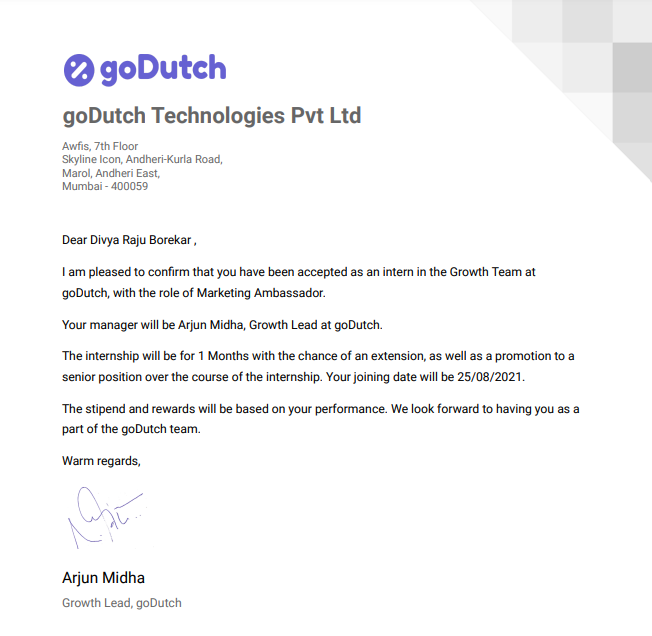 goDutch
goDutch Technologies Pvt Ltd
Awfis, 7th Floor
Skyline Icon, Andheri-Kurla Road,
Marol, Andheri East,
Mumbai - 400059
Dear Divya Raju Borekar ,
I am pleased to confirm that you have been accepted as an intern in the Growth Team at
goDutch, with the role of Marketing Ambassador.
Your manager will be Arjun Midha, Growth Lead at goDutch.
The internship will be for 1 Months with the chance of an extension, as well as a promotion to a
senior position over the course of the internship. Your joining date will be 25/08/2021.
The stipend and rewards will be based on your performance. We look forward to having you as a
part of the goDutch team.
Warm regards,
Arjun Midha
Growth Lead, goDutch